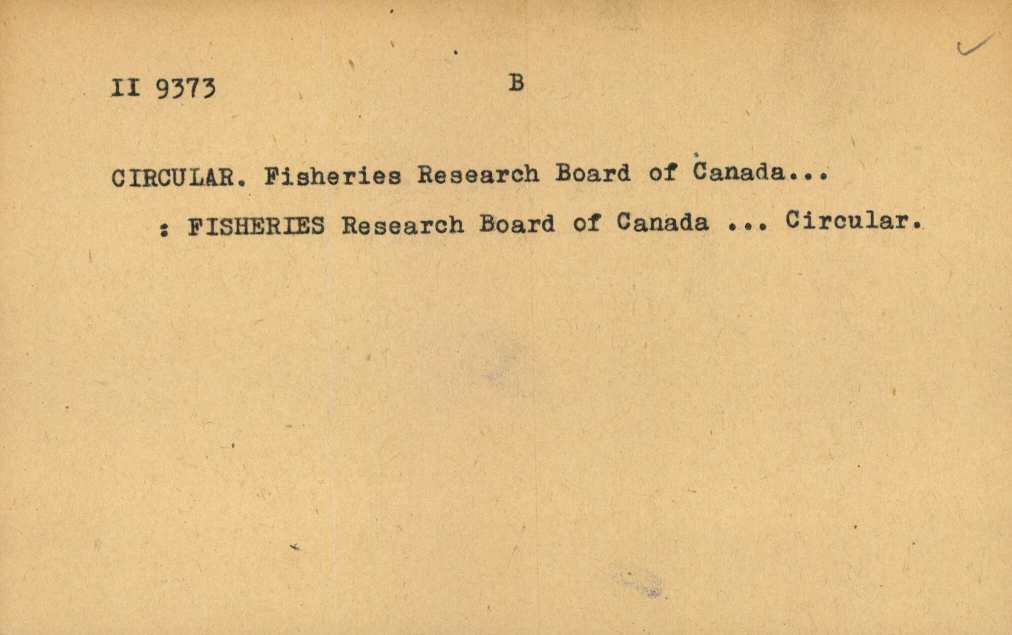 II 9373 B
CIRCULAR. Fisheries Research Board of Canada...
: FISHERIES Research Board of Canada ... Circular.